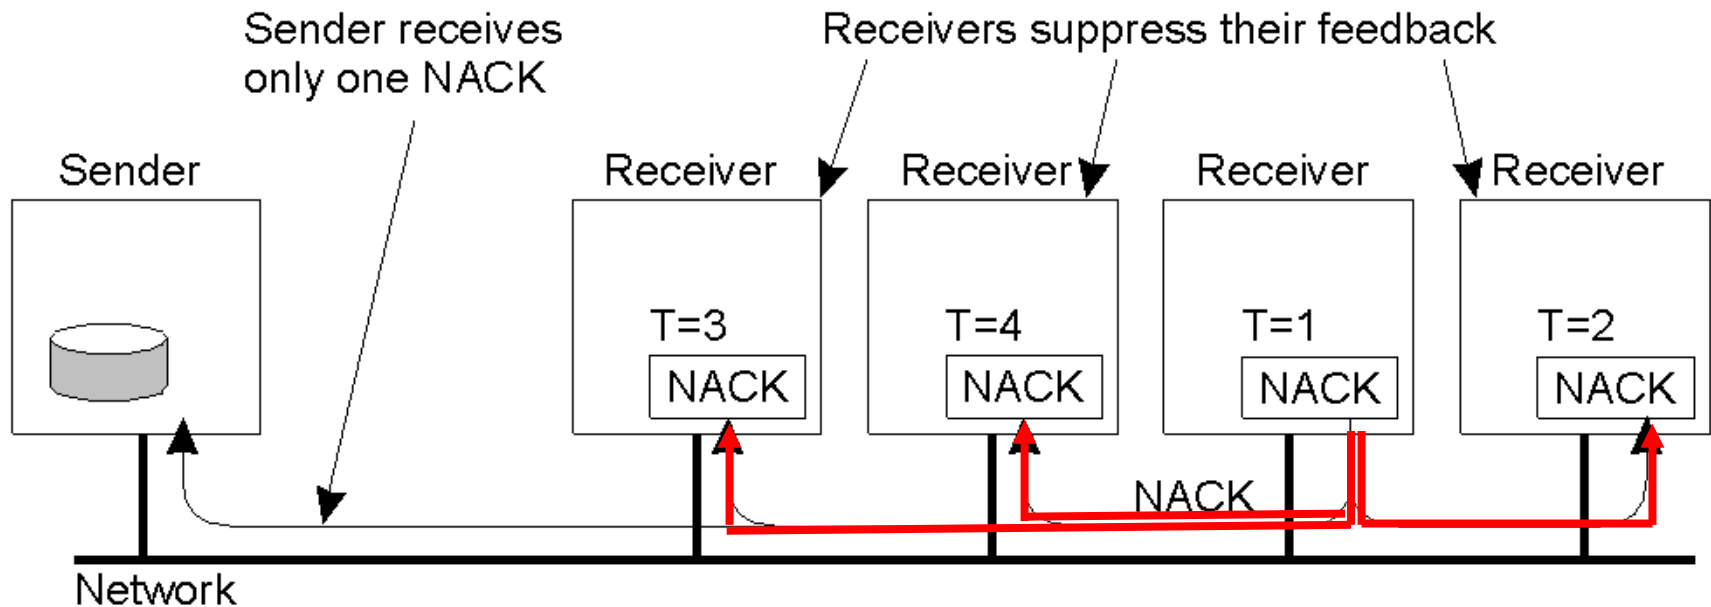 Sender receives
only one NACK
Receivers suppress their feedback
Sender
Receiver
Receiver
Receiver
Receiver
T=3
T=4
T=1
T=2
NACK
NACK
NACK
NACK
NACK
Network